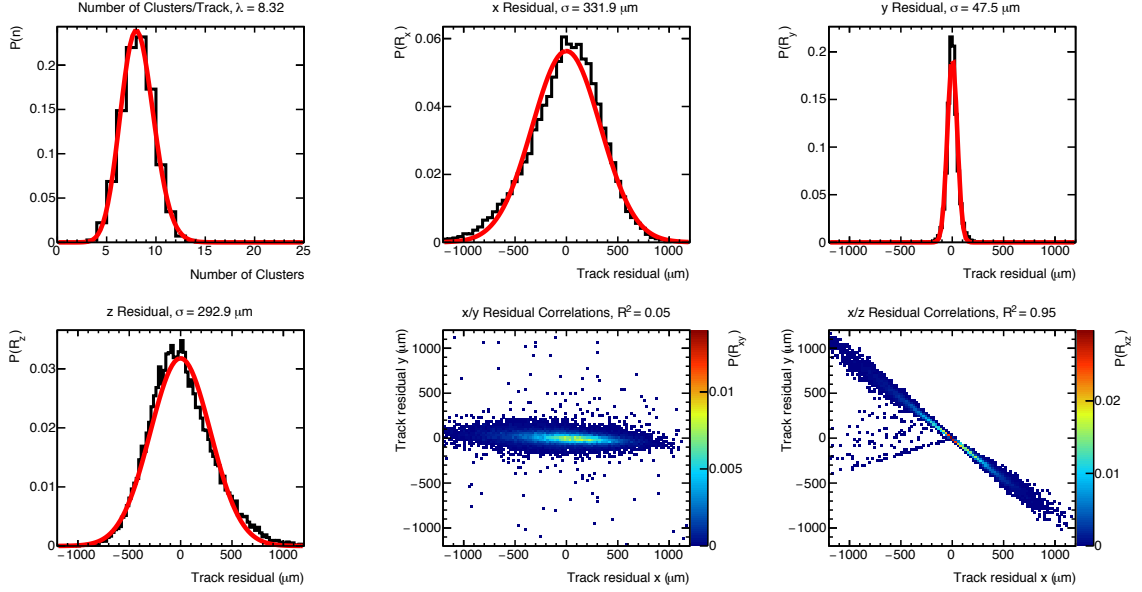 Number of Clusters/Track, λ = 8.32
P(n)
0.2
0.15
0.1
0.05
0
0 5 10 15 20 25
Number of Clusters
x Residual, σ = 331.9 μm
P(R_x)
0.06
0.04
0.02
0
−1000 −500 0 500 1000
Track residual (μm)
y Residual, σ = 47.5 μm
P(R_y)
0.2
0.15
0.1
0.05
0
−1000 −500 0 500 1000
Track residual (μm)
z Residual, σ = 292.9 μm
P(R_z)
0.03
0.02
0.01
0
−1000 −500 0 500 1000
Track residual (μm)
x/y Residual Correlations, R² = 0.05
Track residual y (μm)
1000
500
0
−500
−1000
−1000 −500 0 500 1000
Track residual x (μm)
P(R_xy)
0.01
0.005
0
x/z Residual Correlations, R² = 0.95
Track residual y (μm)
1000
500
0
−500
−1000
−1000 −500 0 500 1000
Track residual x (μm)
P(R_xz)
0.02
0.01
0